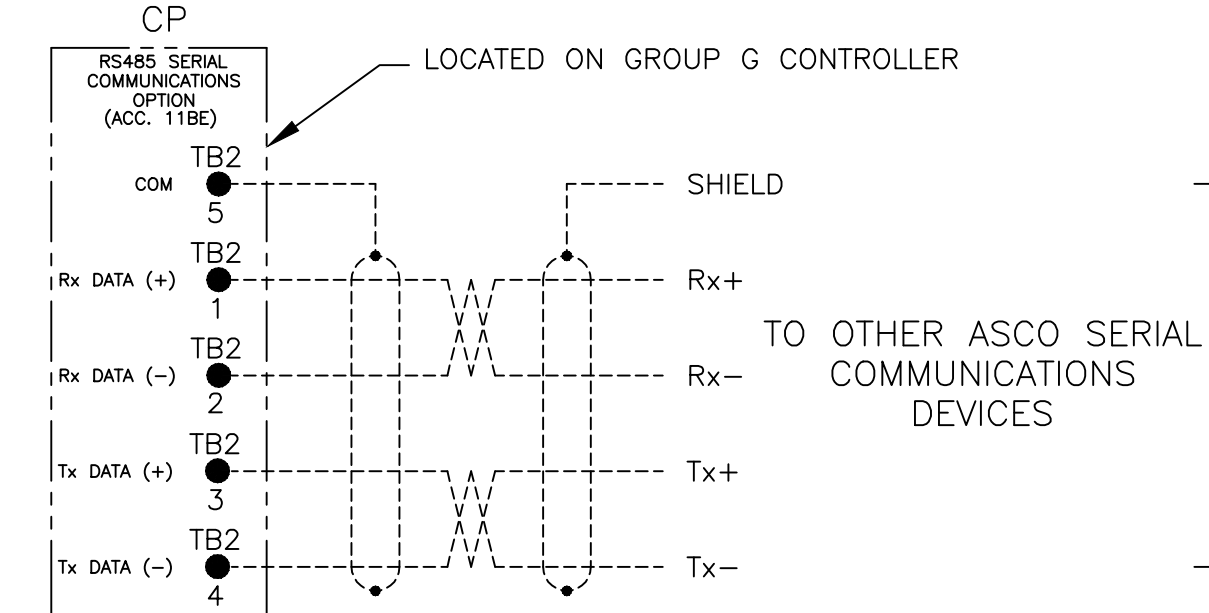 CP
RS485 SERIAL
COMMUNICATIONS
OPTION
(ACC. 11BE)
LOCATED ON GROUP G CONTROLLER
TB2
COM
5
SHIELD
TB2
Rx DATA (+)
1
Rx+
TB2
Rx DATA (-)
2
Rx-
TO OTHER ASCO SERIAL
COMMUNICATIONS
DEVICES
TB2
Tx DATA (+)
3
Tx+
TB2
Tx DATA (-)
4
Tx-